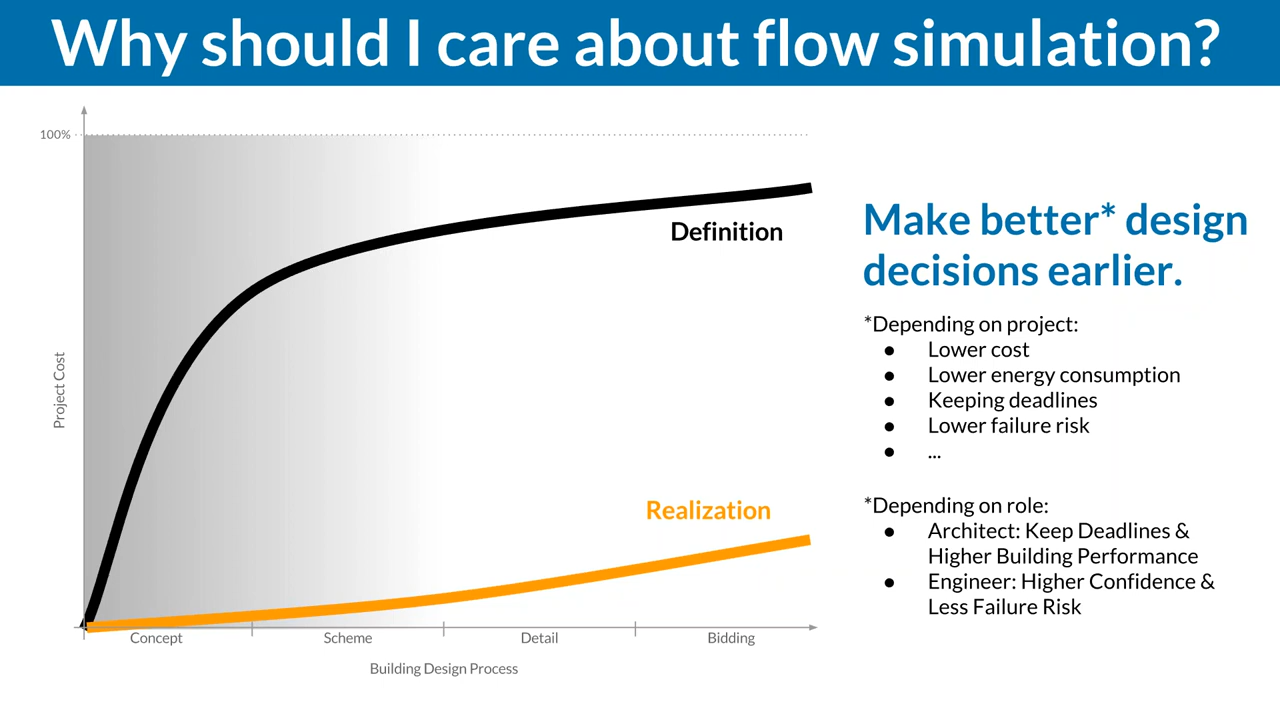 Why should I care about flow simulation?
100%
Project Cost
Definition
Realization
Concept
Scheme
Detail
Bidding
Building Design Process
Make better* design
decisions earlier.
*Depending on project:
● Lower cost
● Lower energy consumption
● Keeping deadlines
● Lower failure risk
● ...
*Depending on role:
● Architect: Keep Deadlines &
Higher Building Performance
● Engineer: Higher Confidence &
Less Failure Risk